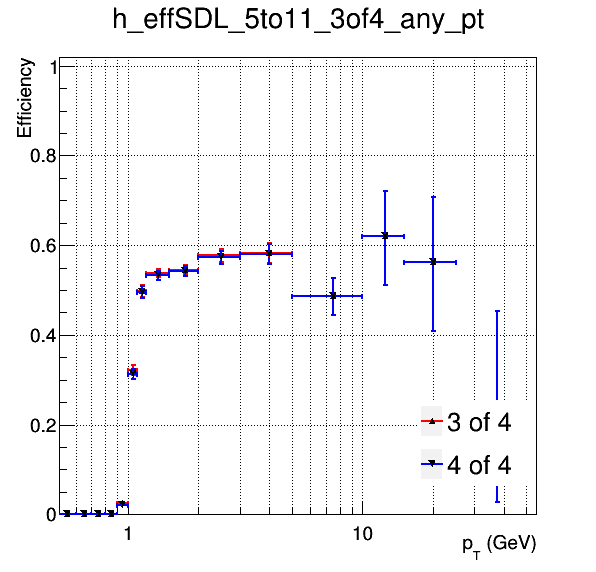 h_effSDL_5to11_3of4_any_pt
Efficiency
1
0.8
0.6
0.4
0.2
0
3 of 4
4 of 4
1
10
p_T (GeV)